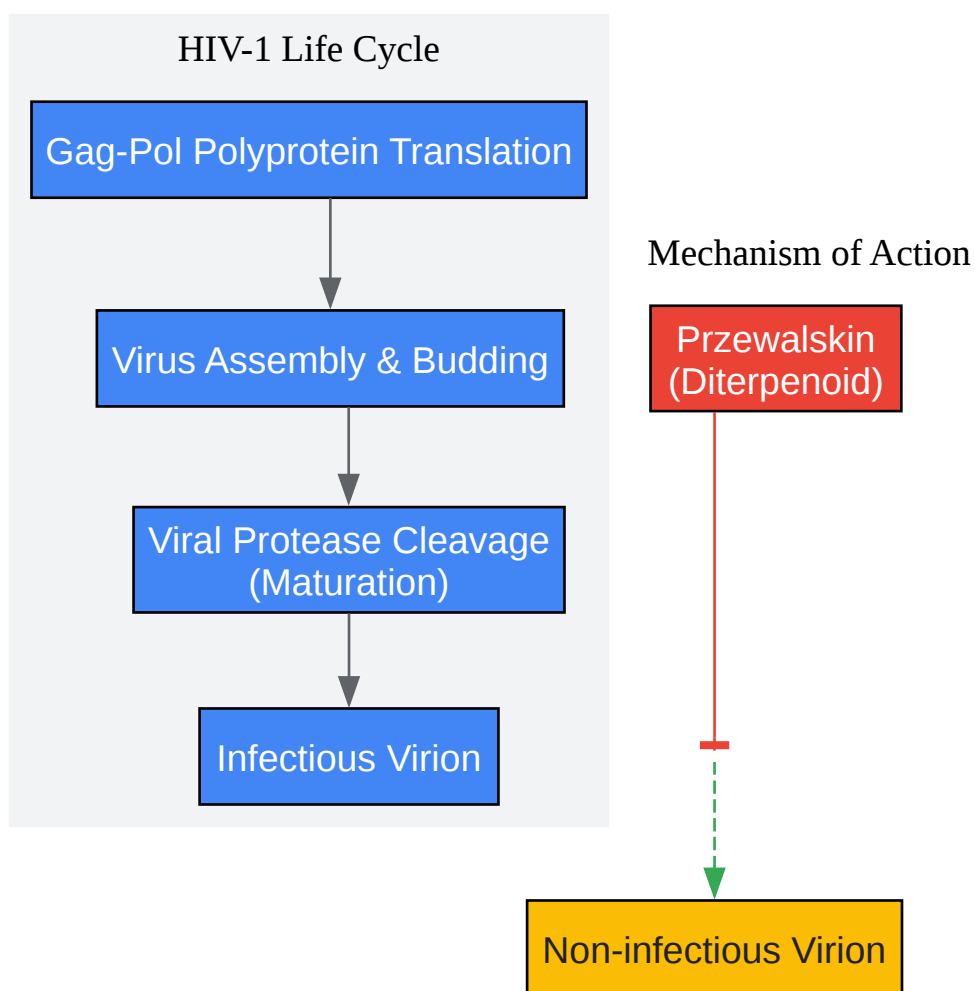 HIV-1 Life Cycle
Gag-Pol Polyprotein Translation
Virus Assembly & Budding
Viral Protease Cleavage
(Maturation)
Infectious Virion
Mechanism of Action
Przewalskin
(Diterpenoid)
Non-infectious Virion